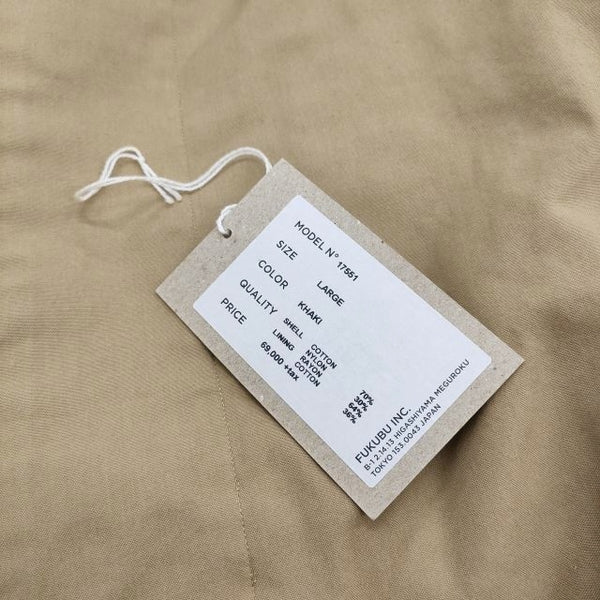 MODEL N° 17551
SIZE LARGE
COLOR KHAKI
QUALITY SHELL COTTON 70%
NYLON 30%
LINING RAYON 64%
COTTON 36%
PRICE 69,000 +tax
FUKUBU INC.
B-1 2.14.13 HIGASHIYAMA MEGUROKU
TOKYO 153.0043 JAPAN